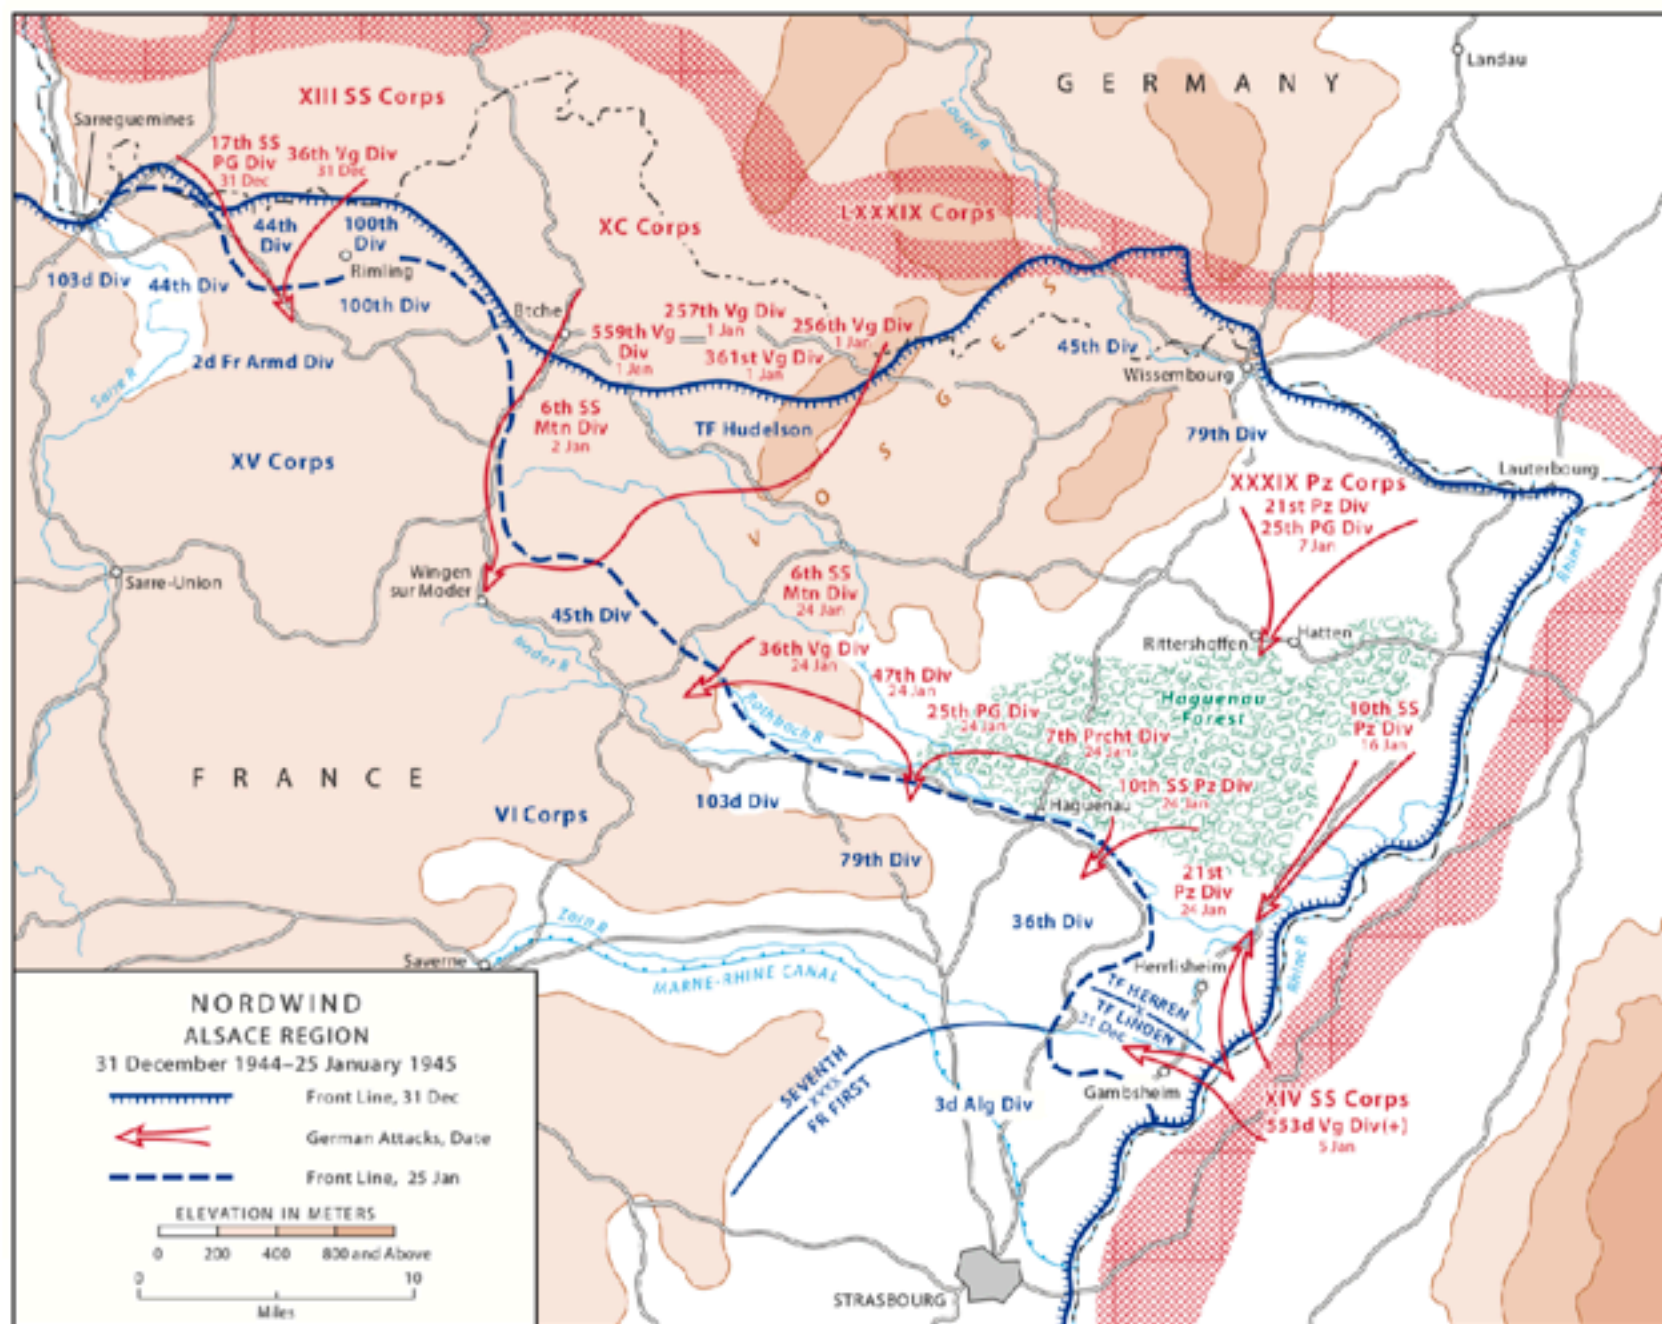 GERMANY
Landau
Lauter R
XIII SS Corps
Sarreguemines
17th SS
PG Div
31 Dec
36th Vg Div
31 Dec
LXXXIX Corps
XC Corps
44th
Div
100th
Div
Rimling
103d Div
44th Div
100th Div
Btche
559th Vg
Div
1 Jan
257th Vg Div
1 Jan
361st Vg Div
1 Jan
256th Vg Div
1 Jan
VOSGES
45th Div
Wissembourg
2d Fr Armd Div
Sarre R
6th SS
Mtn Div
2 Jan
TF Hudelson
79th Div
XV Corps
XXXIX Pz Corps
21st Pz Div
25th PG Div
7 Jan
Lauterbourg
Rhine R
Sarre-Union
Wingen
sur Moder
45th Div
Moder R
6th SS
Mtn Div
24 Jan
36th Vg Div
24 Jan
Rittershoffen
Hatten
47th Div
24 Jan
25th PG Div
24 Jan
Haguenau
Forest
7th Prcht Div
24 Jan
10th SS
Pz Div
16 Jan
Rothbach R
FRANCE
VI Corps
103d Div
10th SS Pz Div
24 Jan
Haguenau
79th Div
21st
Pz Div
24 Jan
36th Div
Zorn R
Saverne
MARNE-RHINE CANAL
Herrlisheim
Rhine R
TF HERREN
X
TF LINDEN
31 Dec
SEVENTH
XXXX
FR FIRST
3d Alg Div
Gambsheim
XIV SS Corps
553d Vg Div(+)
5 Jan
STRASBOURG
NORDWIND
ALSACE REGION
31 December 1944–25 January 1945
Front Line, 31 Dec
German Attacks, Date
Front Line, 25 Jan
ELEVATION IN METERS
0 200 400 800 and Above
0 10
Miles